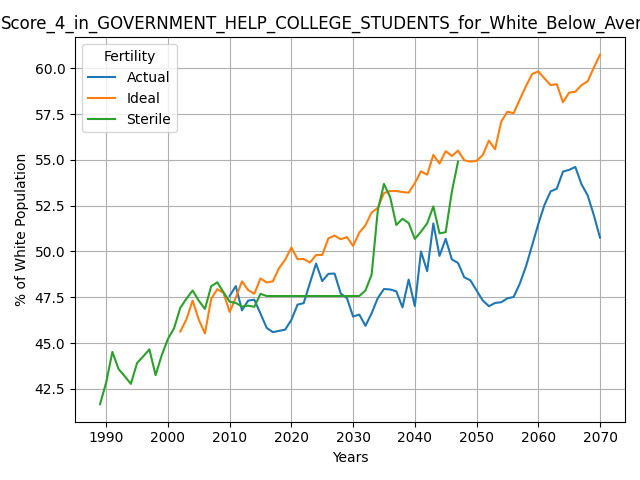 Score_4_in_GOVERNMENT_HELP_COLLEGE_STUDENTS_for_White_Below_Aver
Fertility
Actual
Ideal
Sterile
% of White Population
60.0
57.5
55.0
52.5
50.0
47.5
45.0
42.5
1990 2000 2010 2020 2030 2040 2050 2060 2070
Years